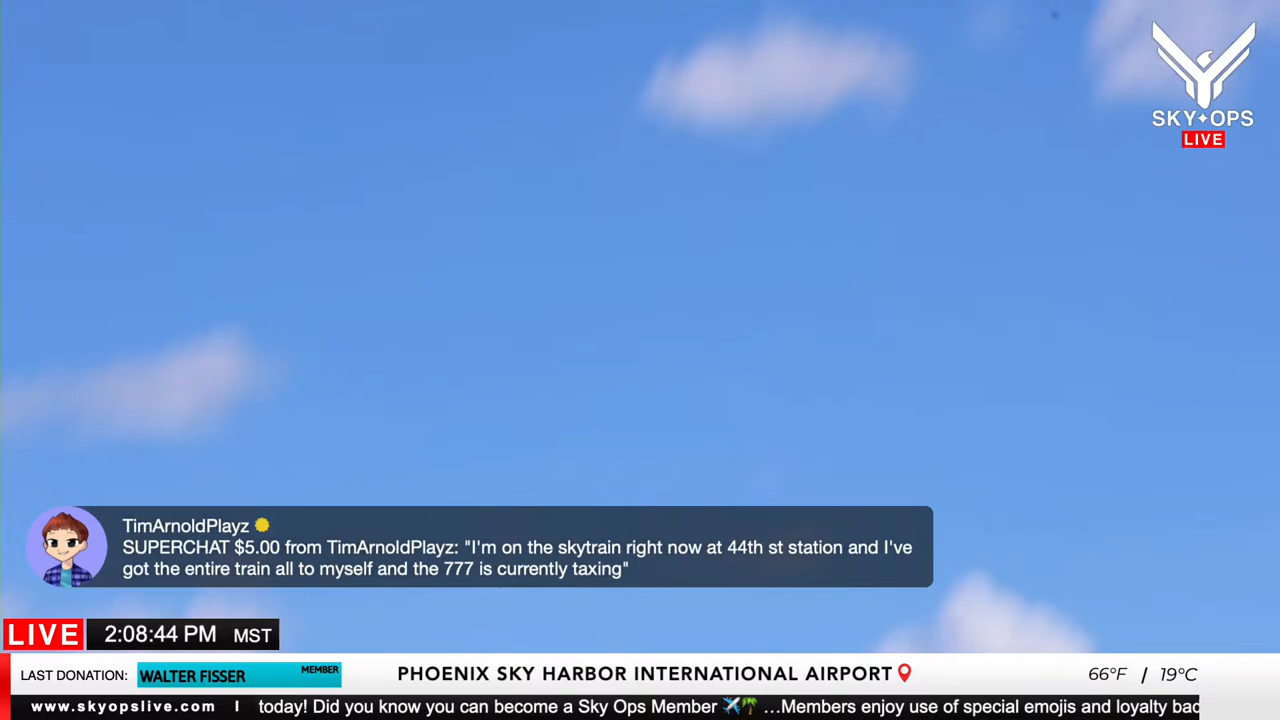 SKY✦OPS
LIVE
TimArnoldPlayz
SUPERCHAT $5.00 from TimArnoldPlayz: "I'm on the skytrain right now at 44th st station and I've
got the entire train all to myself and the 777 is currently taxing"
LIVE 2:08:44 PM MST
LAST DONATION: WALTER FISSER MEMBER PHOENIX SKY HARBOR INTERNATIONAL AIRPORT 66°F / 19°C
www.skyopslive.com I today! Did you know you can become a Sky Ops Member ✈️🌴 ...Members enjoy use of special emojis and loyalty bac